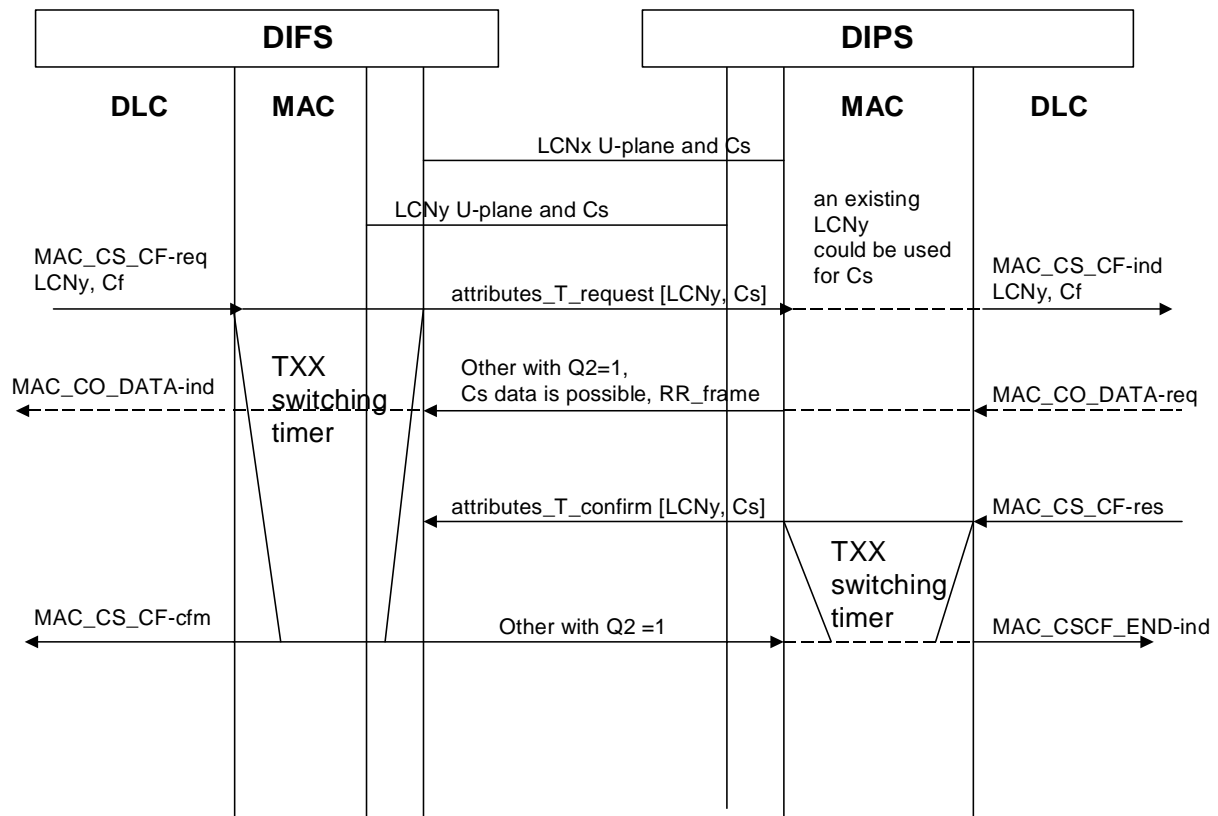 DIFS
DIPS
DLC
MAC
MAC
DLC
LCNx U-plane and Cs
LCNy U-plane and Cs
an existing
LCNy
could be used
for Cs
MAC_CS_CF-req
LCNy, Cf
attributes_T_request [LCNy, Cs]
MAC_CS_CF-ind
LCNy, Cf
TXX
switching
timer
MAC_CO_DATA-ind
Other with Q2=1,
Cs data is possible, RR_frame
MAC_CO_DATA-req
attributes_T_confirm [LCNy, Cs]
MAC_CS_CF-res
TXX
switching
timer
MAC_CS_CF-cfm
Other with Q2 =1
MAC_CSCF_END-ind